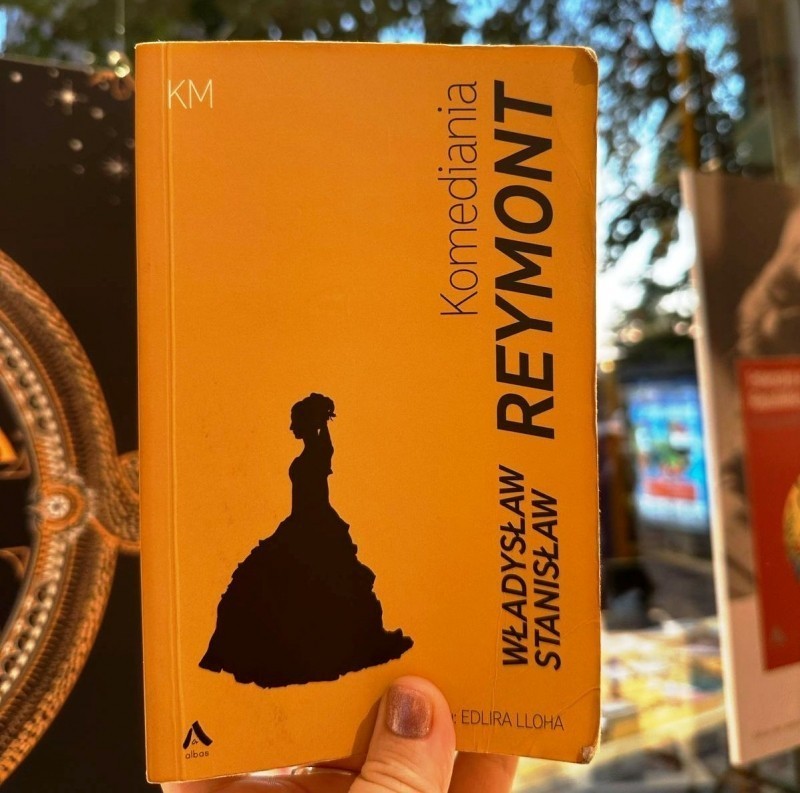 KM
Komediania
REYMONT
WŁADYSŁAW
STANISŁAW
: EDLIRA LLOHA
albas